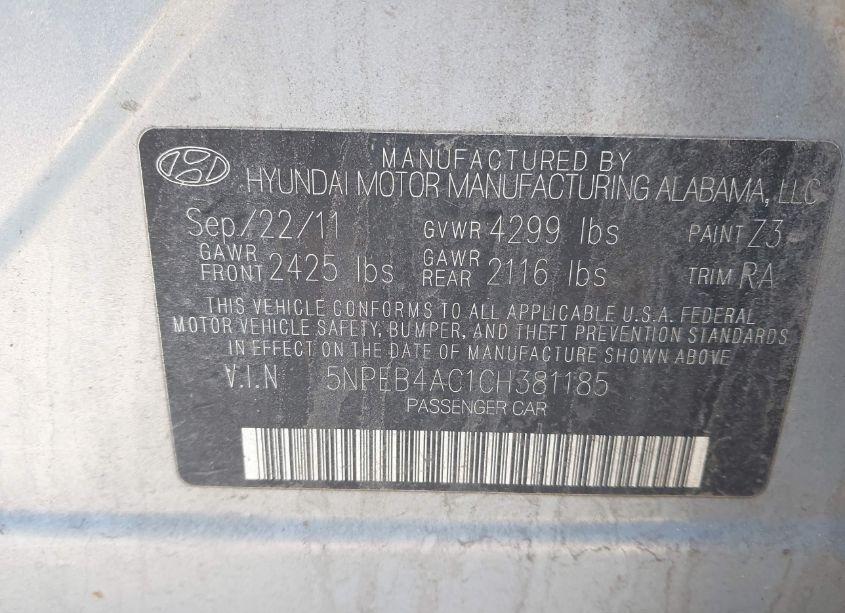 MANUFACTURED BY
HYUNDAI MOTOR MANUFACTURING ALABAMA, LLC
Sep/22/11 GVWR 4299 lbs PAINT Z3
GAWR FRONT 2425 lbs GAWR REAR 2116 lbs TRIM RA
THIS VEHICLE CONFORMS TO ALL APPLICABLE U.S.A. FEDERAL
MOTOR VEHICLE SAFETY, BUMPER, AND THEFT PREVENTION STANDARDS
IN EFFECT ON THE DATE OF MANUFACTURE SHOWN ABOVE.
V.I.N 5NPEB4AC1CH381185
PASSENGER CAR